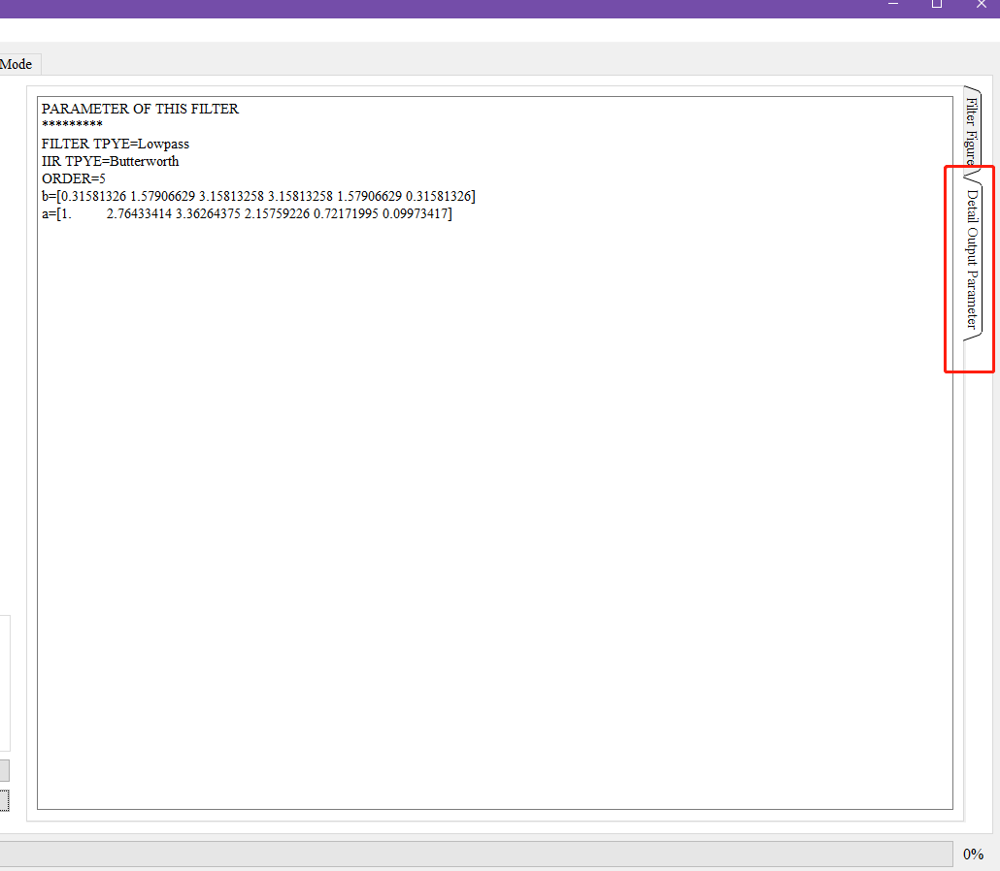 Mode
PARAMETER OF THIS FILTER
*********
FILTER TPYE=Lowpass
IIR TPYE=Butterworth
ORDER=5
b=[0.31581326 1.57906629 3.15813258 3.15813258 1.57906629 0.31581326]
a=[1.         2.76433414 3.36264375 2.15759226 0.72171995 0.09973417]
Filter Figure
Detail Output Parameter
0%